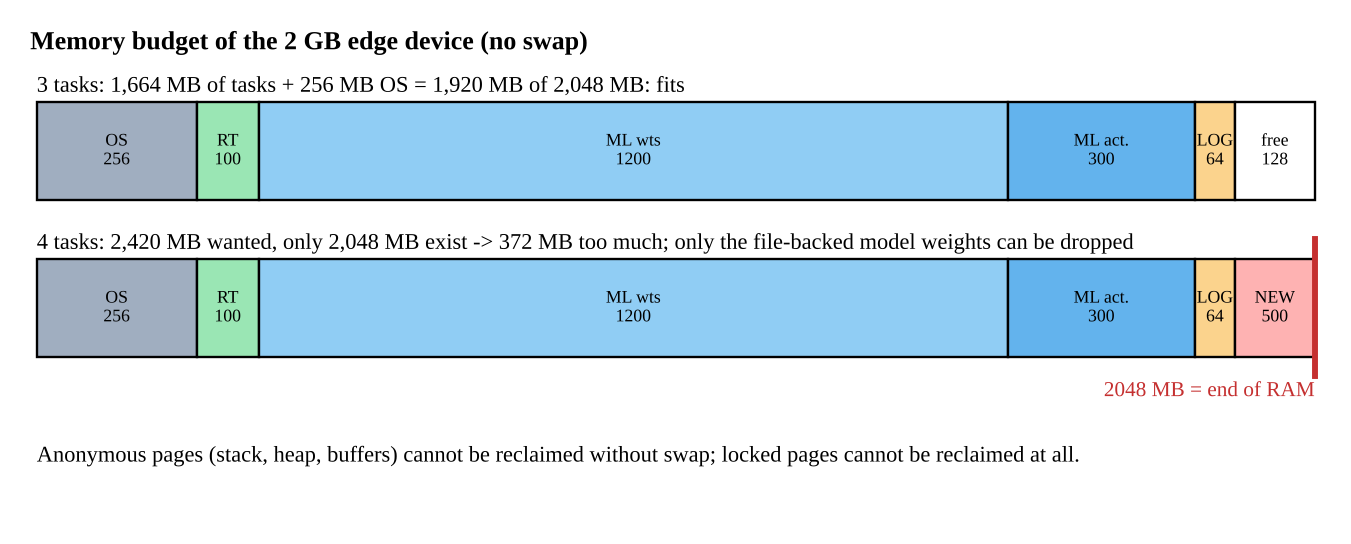 Memory budget of the 2 GB edge device (no swap)
3 tasks: 1,664 MB of tasks + 256 MB OS = 1,920 MB of 2,048 MB: fits
OS
256
RT
100
ML wts
1200
ML act.
300
LOG
64
free
128
4 tasks: 2,420 MB wanted, only 2,048 MB exist -> 372 MB too much; only the file-backed model weights can be dropped
OS
256
RT
100
ML wts
1200
ML act.
300
LOG
64
NEW
500
2048 MB = end of RAM
Anonymous pages (stack, heap, buffers) cannot be reclaimed without swap; locked pages cannot be reclaimed at all.